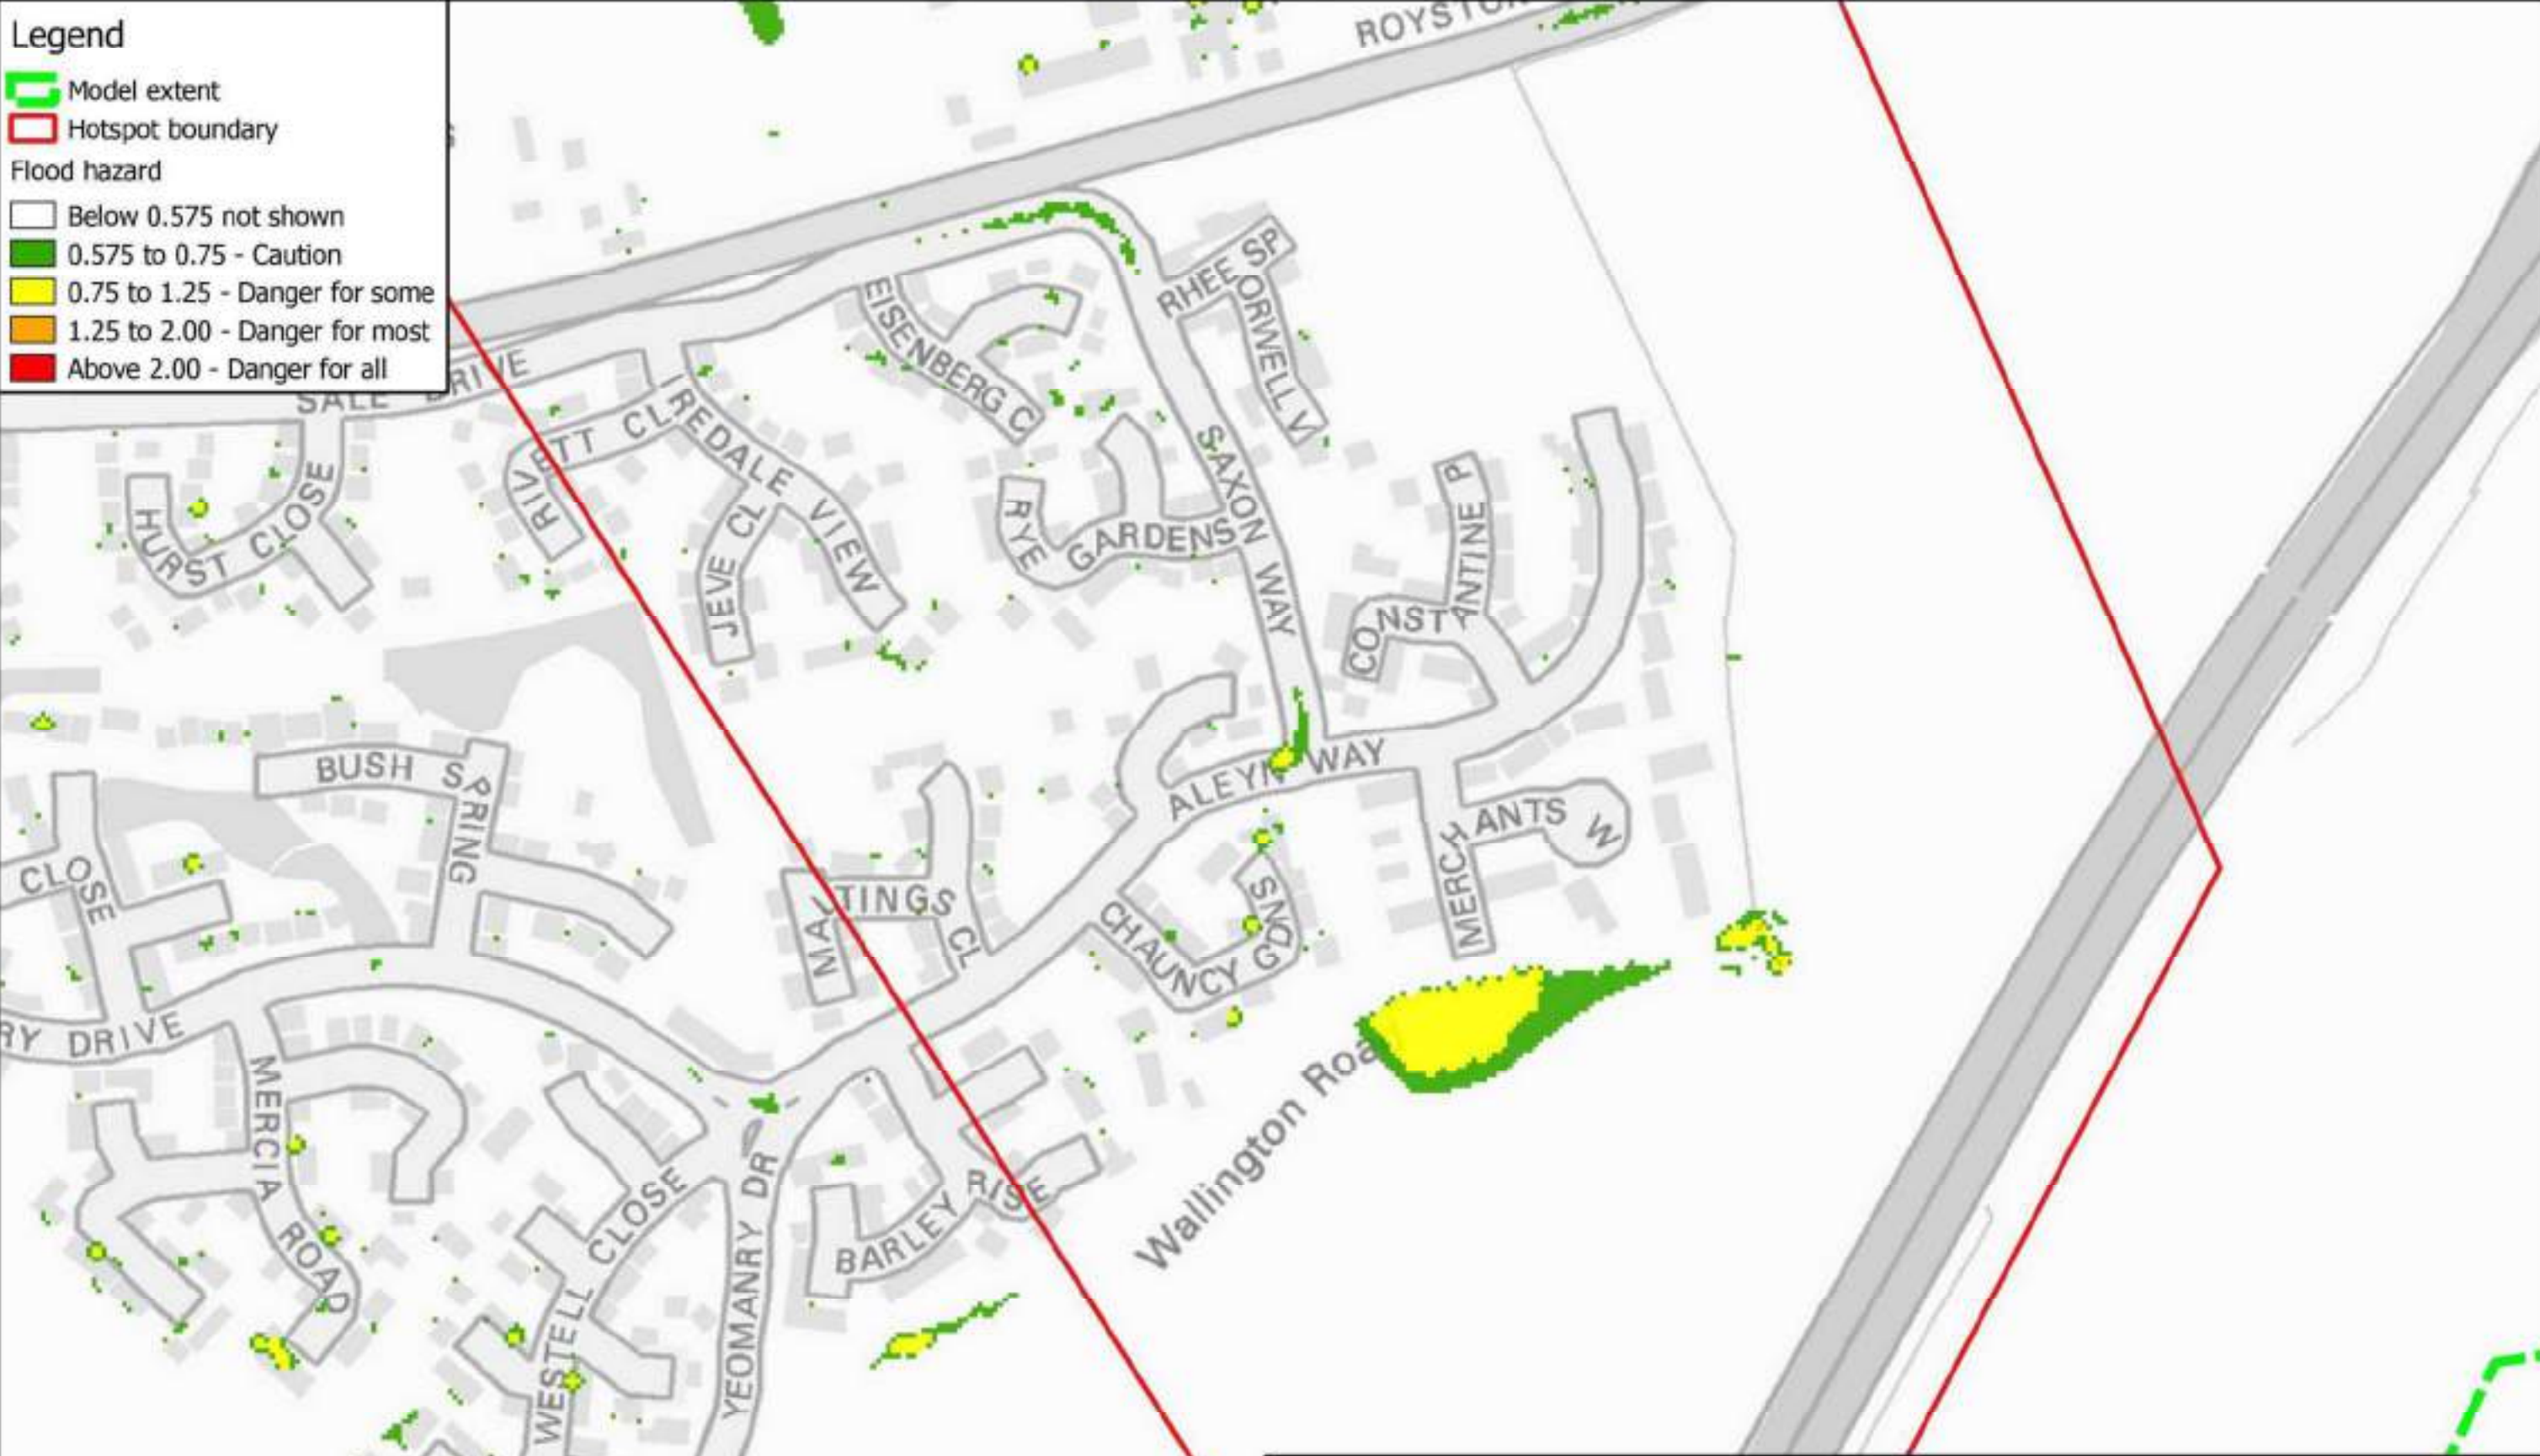 Legend
Model extent
Hotspot boundary
Flood hazard
Below 0.575 not shown
0.575 to 0.75 - Caution
0.75 to 1.25 - Danger for some
1.25 to 2.00 - Danger for most
Above 2.00 - Danger for all
SALE DRIVE
RHEE SP
ORWELL V
EISENBERG C
RIVETT CL
IREDALE VIEW
JEVE CL
HURST CLOSE
SAXON WAY
RYE GARDENS
CONSTANTINE P
BUSH SPRING
ALEYN WAY
MERCHANTS W
CLOSE
MALTINGS CL
CHAUNCY GDNS
RY DRIVE
MERCIA ROAD
Wallington Roa
BARLEY RISE
YEOMANRY DR
WESTELL CLOSE